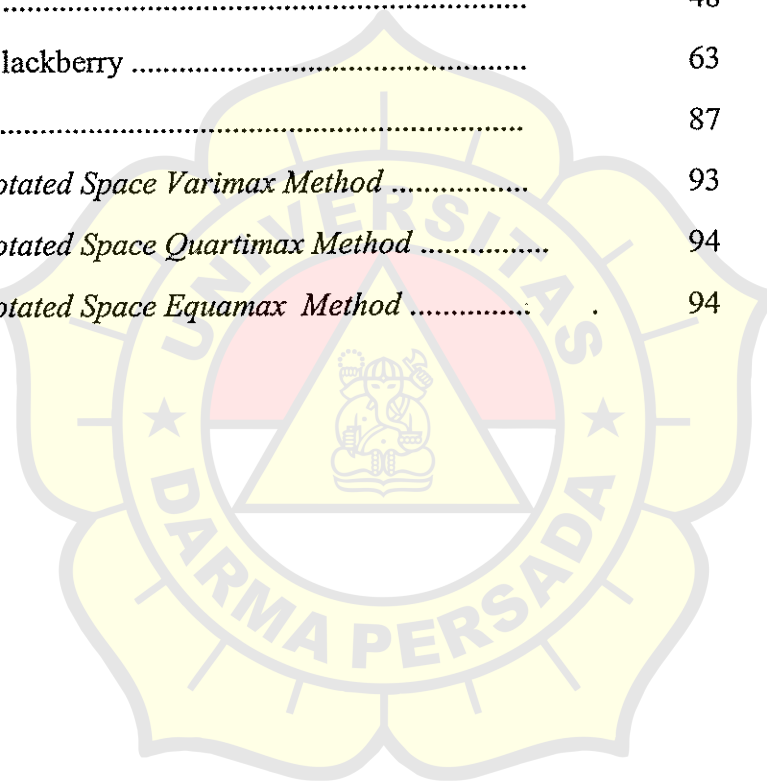 ................................................................ 48
lackberry ................................................ 63
................................................................ 87
otated Space Varimax Method ................. 93
otated Space Quartimax Method ................ 94
otated Space Equamax Method ............... . 94
UNIVERSITAS
DARMA PERSADA